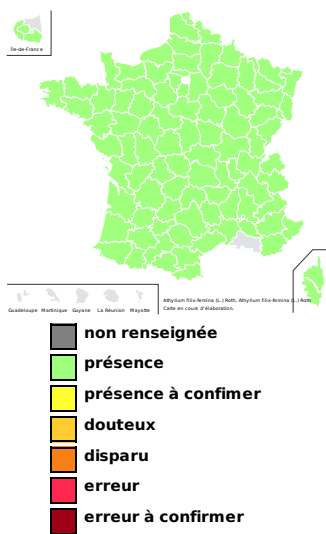 Île-de-France
Guadeloupe Martinique Guyane La Réunion Mayotte
Athyrium filix-femina (L.) Roth, Athyrium filix-femina (L.) Roth.
Carte en cours d'élaboration.
non renseignée
présence
présence à confimer
douteux
disparu
erreur
erreur à confirmer